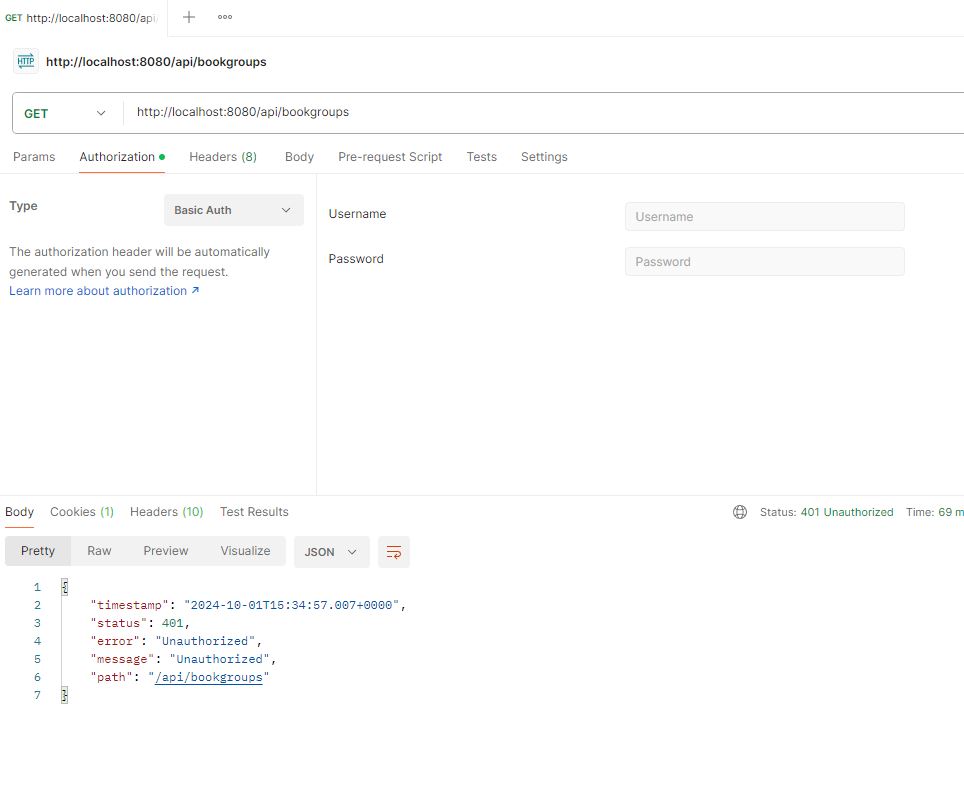 GET http://localhost:8080/api/
HTTP http://localhost:8080/api/bookgroups
GET http://localhost:8080/api/bookgroups
Params Authorization Headers (8) Body Pre-request Script Tests Settings
Type Basic Auth
The authorization header will be automatically
generated when you send the request.
Learn more about authorization ↗
Username Username
Password Password
Body Cookies (1) Headers (10) Test Results Status: 401 Unauthorized Time: 69 m
Pretty Raw Preview Visualize JSON
1 {
2 "timestamp": "2024-10-01T15:34:57.007+0000",
3 "status": 401,
4 "error": "Unauthorized",
5 "message": "Unauthorized",
6 "path": "/api/bookgroups"
7 }